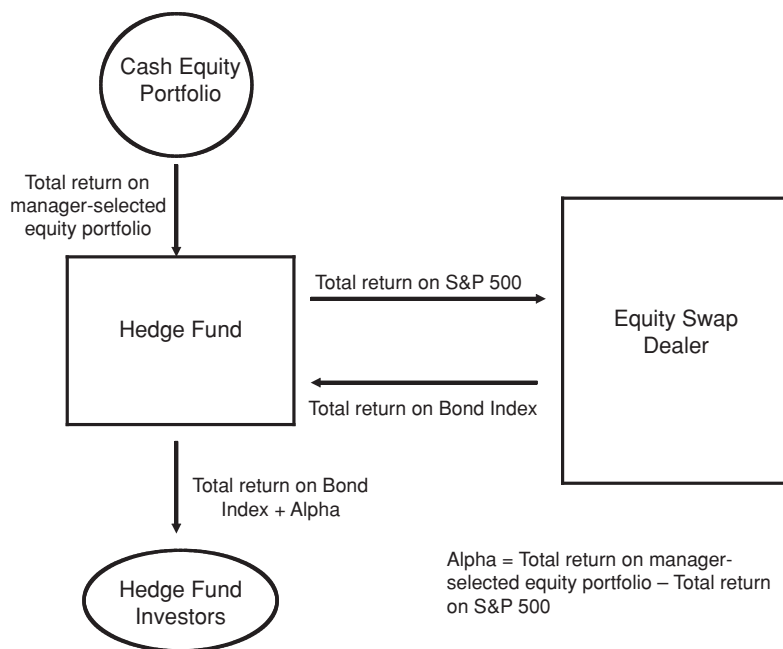 Cash Equity
Portfolio
Total return on
manager-selected
equity portfolio
Hedge Fund
Total return on S&P 500
Equity Swap
Dealer
Total return on Bond Index
Total return on Bond
Index + Alpha
Hedge Fund
Investors
Alpha = Total return on manager-
selected equity portfolio – Total return
on S&P 500